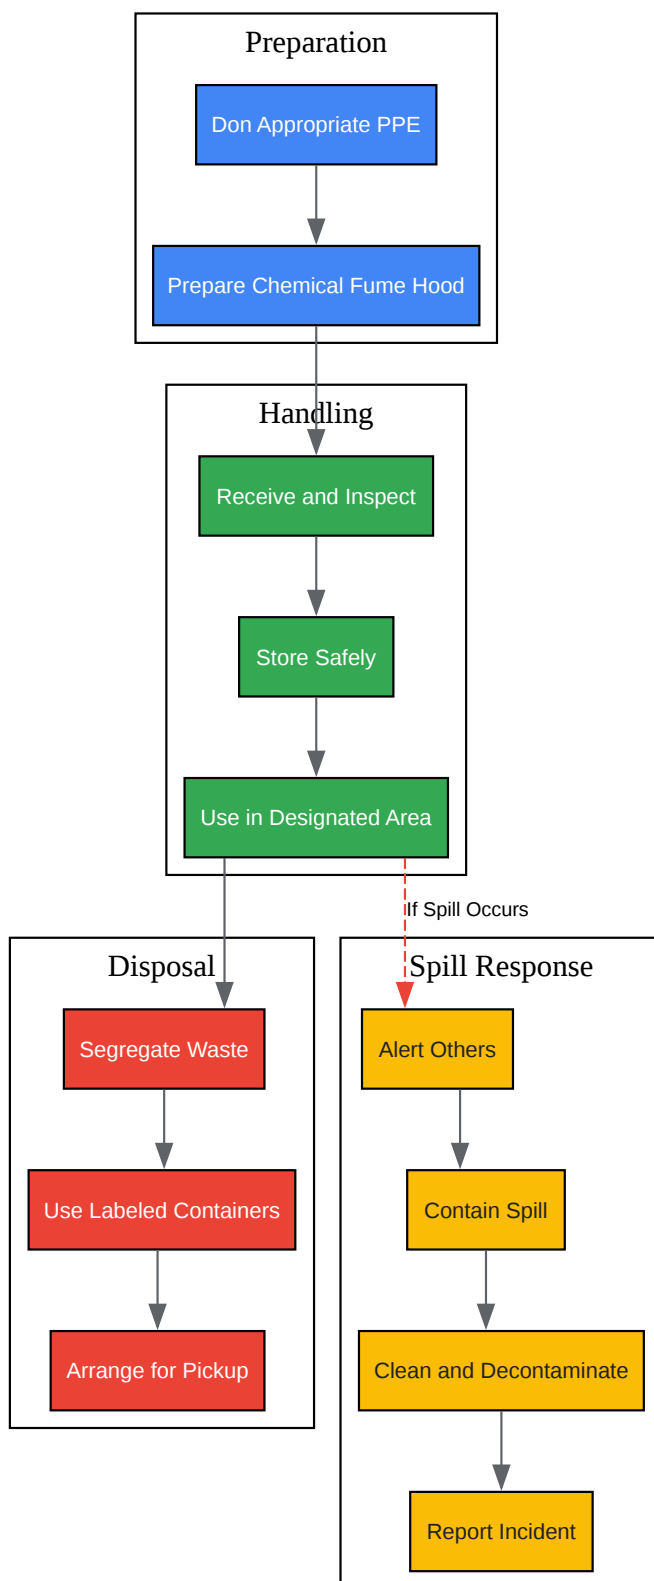 Preparation
Don Appropriate PPE
Prepare Chemical Fume Hood
Handling
Receive and Inspect
Store Safely
Use in Designated Area
If Spill Occurs
Disposal
Segregate Waste
Use Labeled Containers
Arrange for Pickup
Spill Response
Alert Others
Contain Spill
Clean and Decontaminate
Report Incident